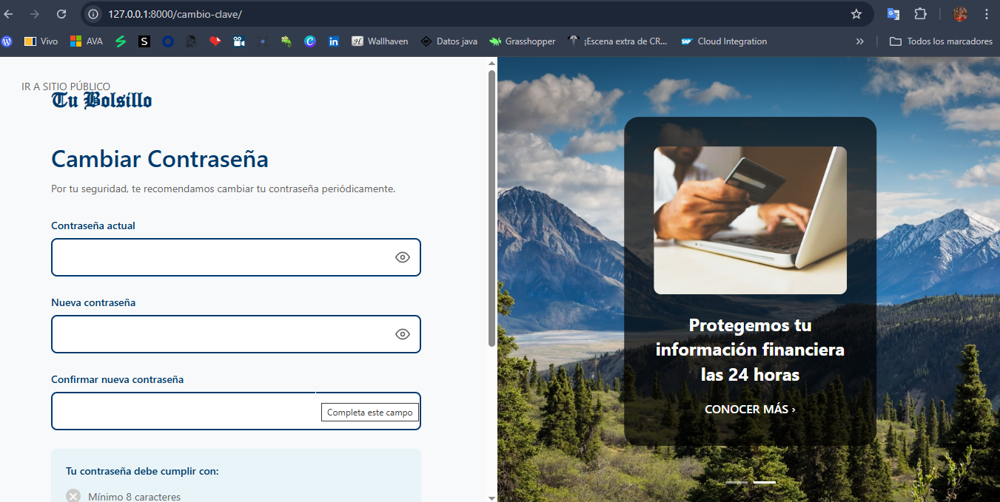 127.0.0.1:8000/cambio-clave/
Vivo
AVA
S
C
in
H
Wallhaven
Datos java
Grasshopper
¡Escena extra de CR...
SAP
Cloud Integration
»
Todos los marcadores
IR A SITIO PÚBLICO
Tu Bolsillo
Cambiar Contraseña
Por tu seguridad, te recomendamos cambiar tu contraseña periódicamente.
Contraseña actual
Nueva contraseña
Confirmar nueva contraseña
Completa este campo
Tu contraseña debe cumplir con:
Mínimo 8 caracteres
Protegemos tu
información financiera
las 24 horas
CONOCER MÁS ›